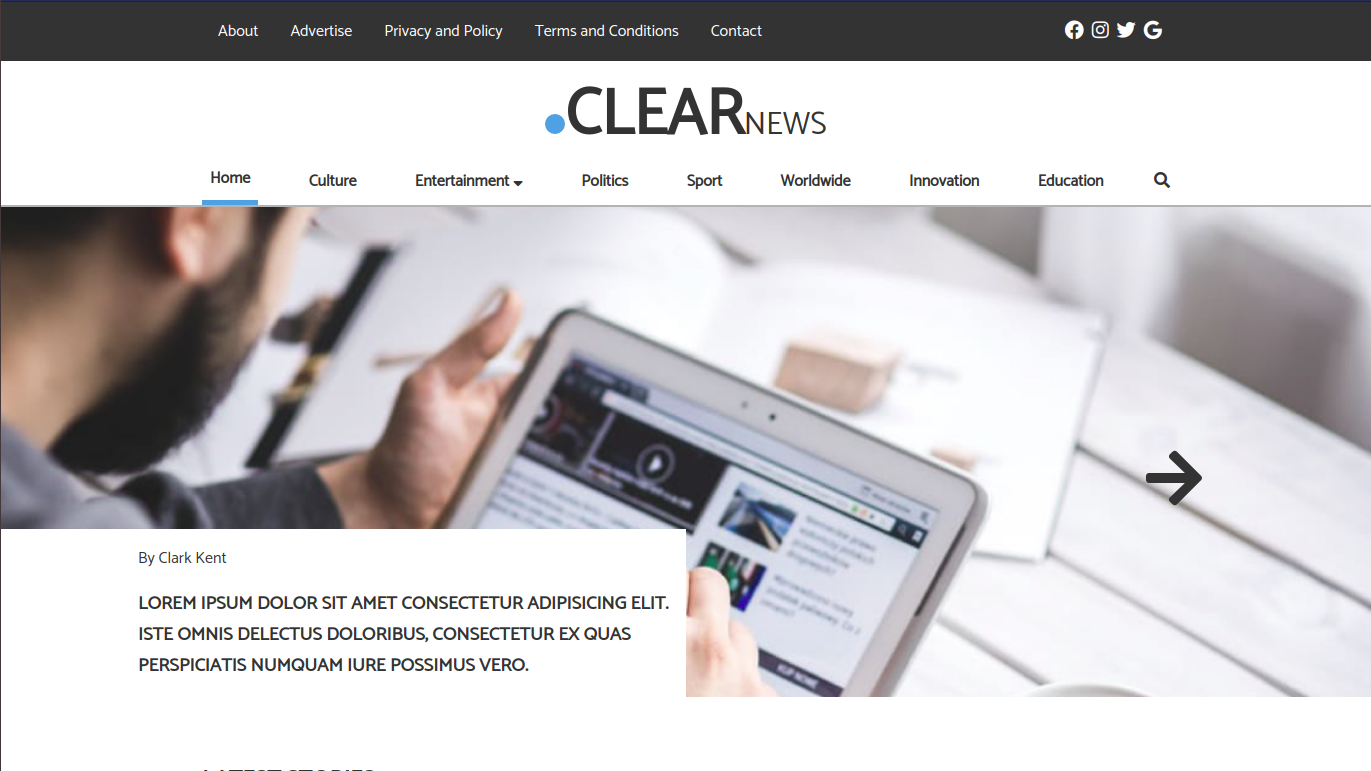 About Advertise Privacy and Policy Terms and Conditions Contact
CLEARNEWS
Home Culture Entertainment Politics Sport Worldwide Innovation Education
By Clark Kent
LOREM IPSUM DOLOR SIT AMET CONSECTETUR ADIPISICING ELIT.
ISTE OMNIS DELECTUS DOLORIBUS, CONSECTETUR EX QUAS
PERSPICIATIS NUMQUAM IURE POSSIMUS VERO.
LATEST STORIES